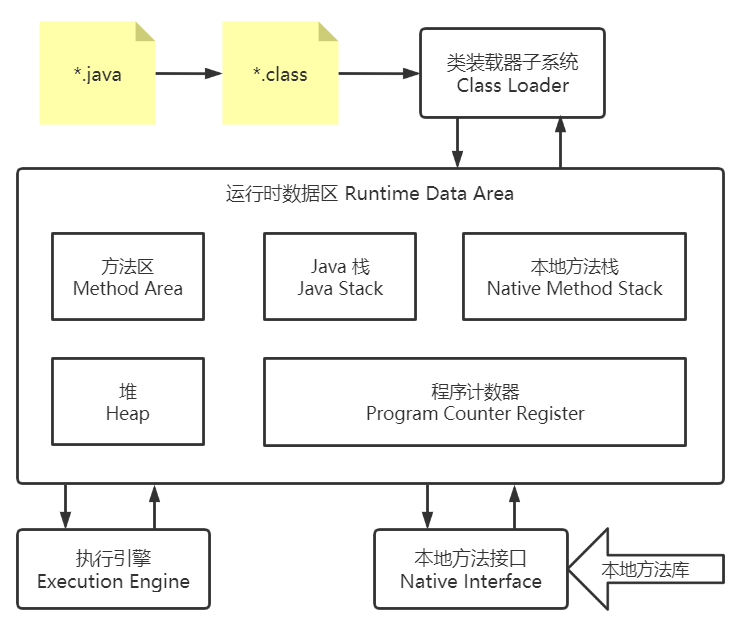 *.java
*.class
类装载器子系统
Class Loader
运行时数据区 Runtime Data Area
方法区
Method Area
Java 栈
Java Stack
本地方法栈
Native Method Stack
堆
Heap
程序计数器
Program Counter Register
执行引擎
Execution Engine
本地方法接口
Native Interface
本地方法库